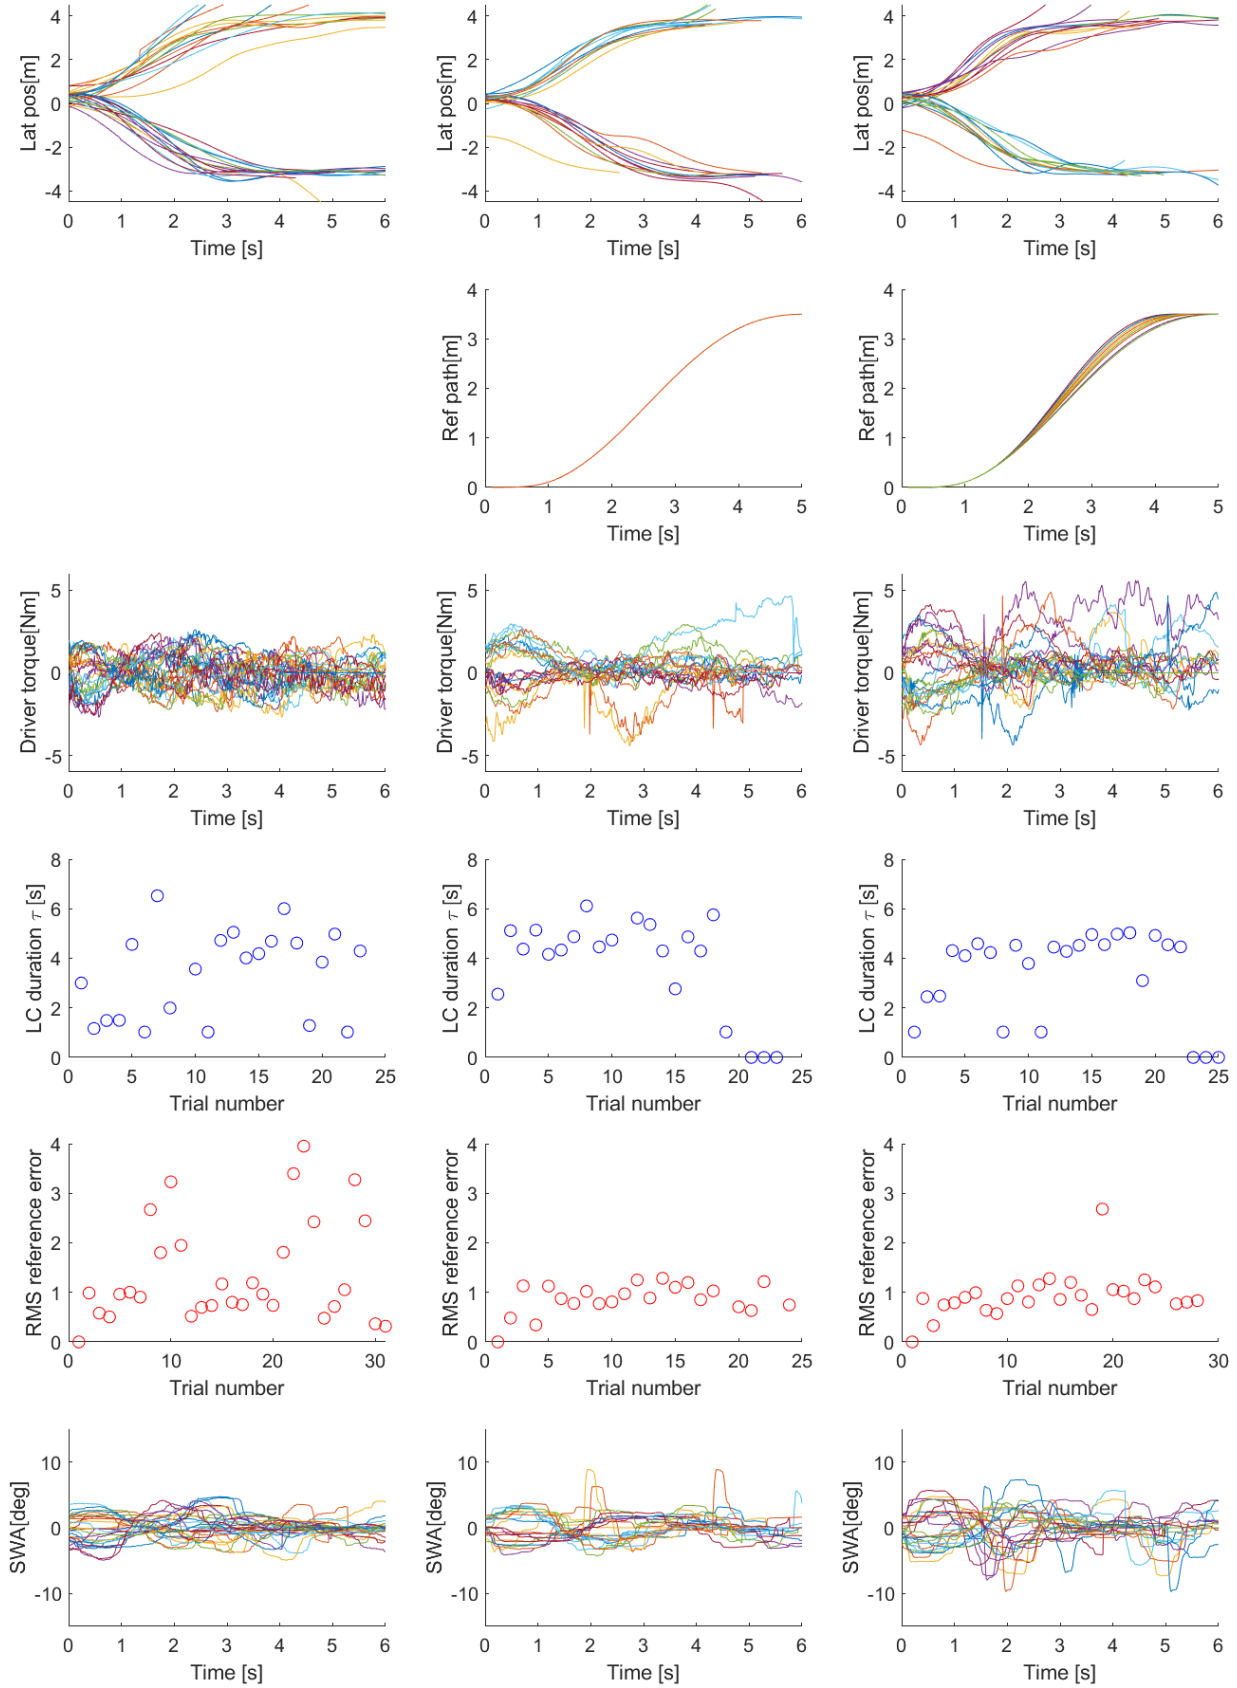 Lat pos[m]
4
2
0
-2
-4
0 1 2 3 4 5 6
Time [s]
Lat pos[m]
4
2
0
-2
-4
0 1 2 3 4 5 6
Time [s]
Lat pos[m]
4
2
0
-2
-4
0 1 2 3 4 5 6
Time [s]
Ref path[m]
4
3
2
1
0
0 1 2 3 4 5
Time [s]
Ref path[m]
4
3
2
1
0
0 1 2 3 4 5
Time [s]
Driver torque[Nm]
5
0
-5
0 1 2 3 4 5 6
Time [s]
Driver torque[Nm]
5
0
-5
0 1 2 3 4 5 6
Time [s]
Driver torque[Nm]
5
0
-5
0 1 2 3 4 5 6
Time [s]
LC duration τ [s]
8
6
4
2
0
0 5 10 15 20 25
Trial number
LC duration τ [s]
8
6
4
2
0
0 5 10 15 20 25
Trial number
LC duration τ [s]
8
6
4
2
0
0 5 10 15 20 25
Trial number
RMS reference error
4
3
2
1
0
0 10 20 30
Trial number
RMS reference error
4
3
2
1
0
0 5 10 15 20 25
Trial number
RMS reference error
4
3
2
1
0
0 10 20 30
Trial number
SWA[deg]
10
0
-10
0 1 2 3 4 5 6
Time [s]
SWA[deg]
10
0
-10
0 1 2 3 4 5 6
Time [s]
SWA[deg]
10
0
-10
0 1 2 3 4 5 6
Time [s]